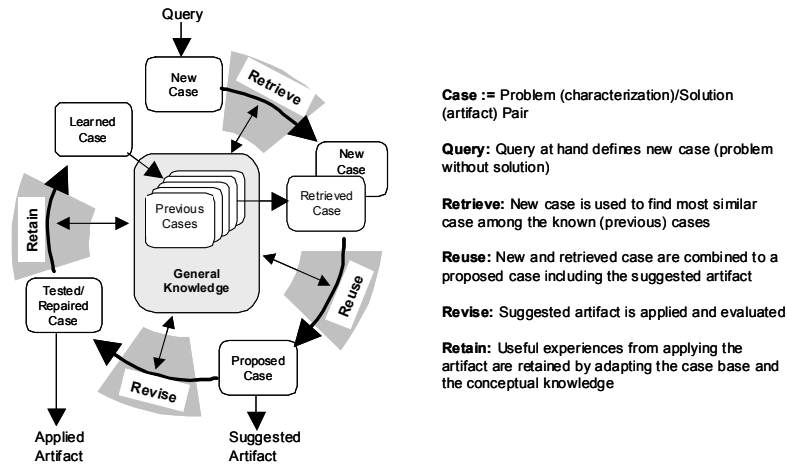 Query
New
Case
Retrieve
Learned
Case
New
Case
Retrieved
Case
Previous
Cases
General
Knowledge
Retain
Reuse
Tested/
Repaired
Case
Proposed
Case
Revise
Applied
Artifact
Suggested
Artifact
Case := Problem (characterization)/Solution
(artifact) Pair
Query: Query at hand defines new case (problem
without solution)
Retrieve: New case is used to find most similar
case among the known (previous) cases
Reuse: New and retrieved case are combined to a
proposed case including the suggested artifact
Revise: Suggested artifact is applied and evaluated
Retain: Useful experiences from applying the
artifact are retained by adapting the case base and
the conceptual knowledge